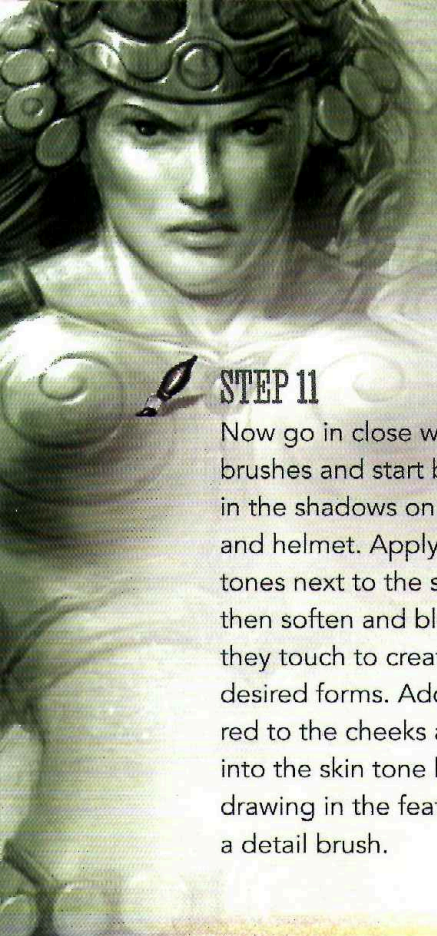 STEP 11
Now go in close w
brushes and start b
in the shadows on
and helmet. Apply
tones next to the s
then soften and bl
they touch to creat
desired forms. Add
red to the cheeks a
into the skin tone b
drawing in the feat
a detail brush.